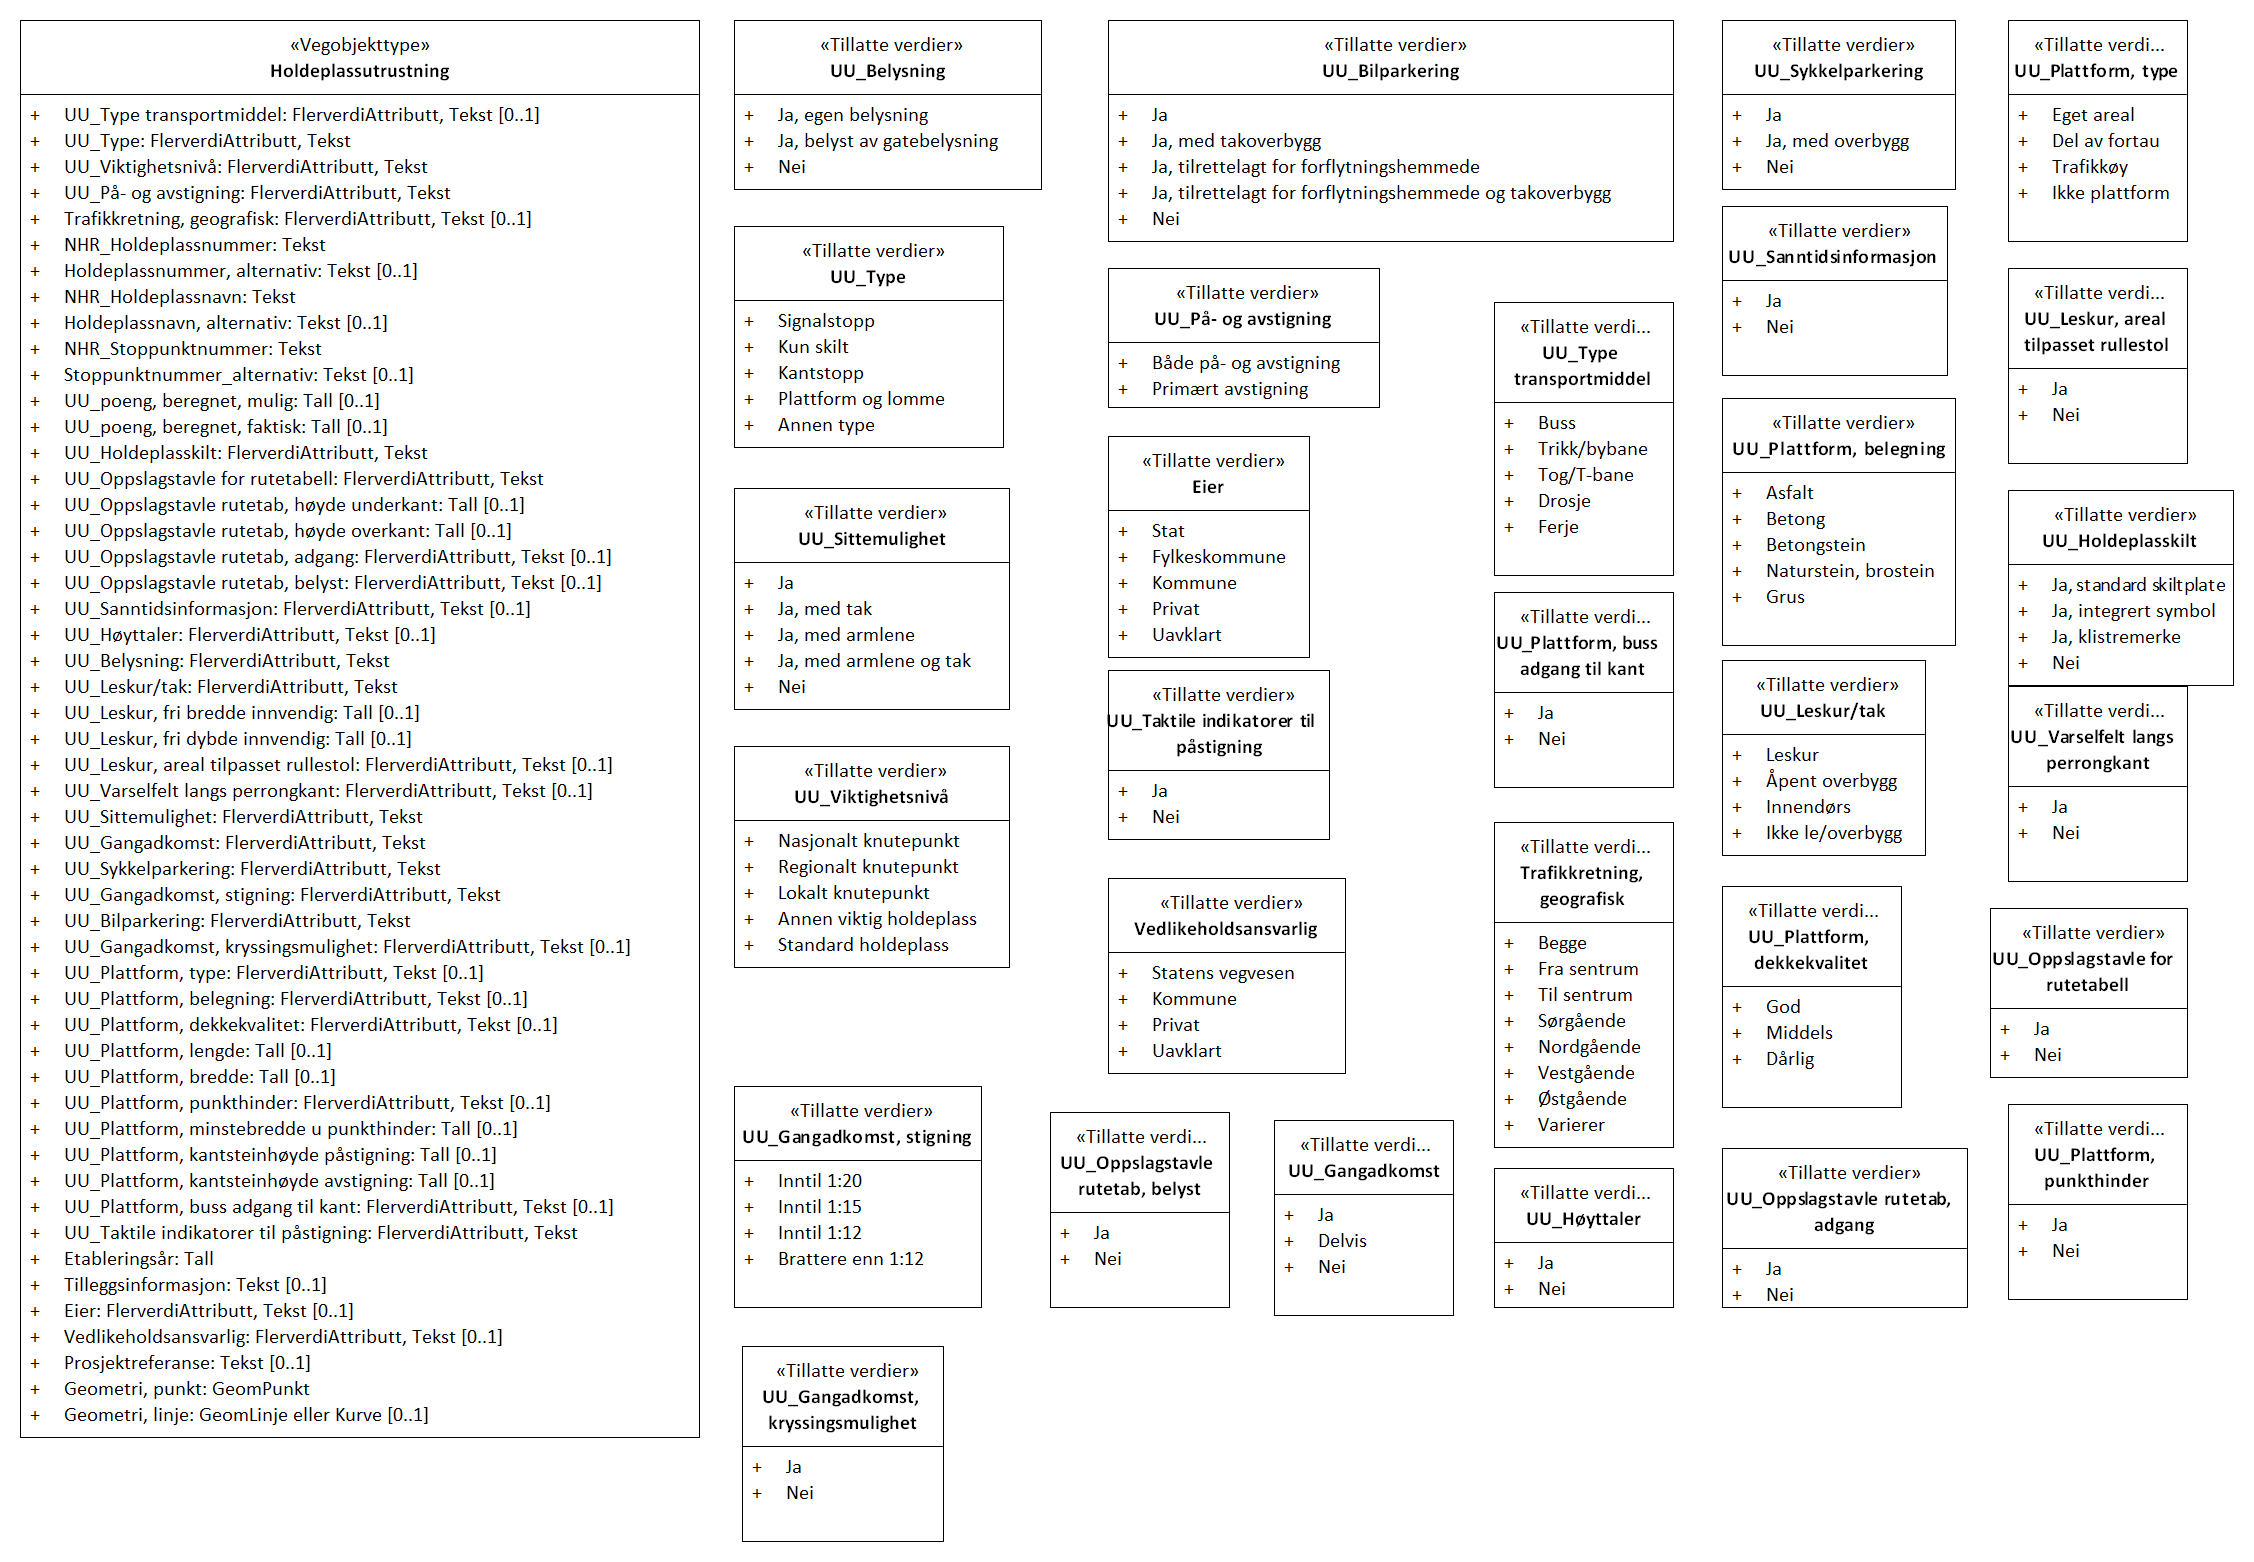 «Vegobjekttype»
Holdeplassutrustning
+ UU_Type transportmiddel: FlerverdiAttributt, Tekst [0..1]
+ UU_Type: FlerverdiAttributt, Tekst
+ UU_Viktighetsnivå: FlerverdiAttributt, Tekst
+ UU_På- og avstigning: FlerverdiAttributt, Tekst
+ Trafikkretning, geografisk: FlerverdiAttributt, Tekst [0..1]
+ NHR_Holdeplassnummer: Tekst
+ Holdeplassnummer, alternativ: Tekst [0..1]
+ NHR_Holdeplassnavn: Tekst
+ Holdeplassnavn, alternativ: Tekst [0..1]
+ NHR_Stoppunktnummer: Tekst
+ Stoppunktnummer_alternativ: Tekst [0..1]
+ UU_poeng, beregnet, mulig: Tall [0..1]
+ UU_poeng, beregnet, faktisk: Tall [0..1]
+ UU_Holdeplasskilt: FlerverdiAttributt, Tekst
+ UU_Oppslagstavle for rutetabell: FlerverdiAttributt, Tekst
+ UU_Oppslagstavle rutetab, høyde underkant: Tall [0..1]
+ UU_Oppslagstavle rutetab, høyde overkant: Tall [0..1]
+ UU_Oppslagstavle rutetab, adgang: FlerverdiAttributt, Tekst [0..1]
+ UU_Oppslagstavle rutetab, belyst: FlerverdiAttributt, Tekst [0..1]
+ UU_Sanntidsinformasjon: FlerverdiAttributt, Tekst [0..1]
+ UU_Høyttaler: FlerverdiAttributt, Tekst [0..1]
+ UU_Belysning: FlerverdiAttributt, Tekst
+ UU_Leskur/tak: FlerverdiAttributt, Tekst
+ UU_Leskur, fri bredde innvendig: Tall [0..1]
+ UU_Leskur, fri dybde innvendig: Tall [0..1]
+ UU_Leskur, areal tilpasset rullestol: FlerverdiAttributt, Tekst [0..1]
+ UU_Varselfelt langs perrongkant: FlerverdiAttributt, Tekst [0..1]
+ UU_Sittemulighet: FlerverdiAttributt, Tekst
+ UU_Gangadkomst: FlerverdiAttributt, Tekst
+ UU_Sykkelparkering: FlerverdiAttributt, Tekst
+ UU_Gangadkomst, stigning: FlerverdiAttributt, Tekst
+ UU_Bilparkering: FlerverdiAttributt, Tekst
+ UU_Gangadkomst, kryssingsmulighet: FlerverdiAttributt, Tekst [0..1]
+ UU_Plattform, type: FlerverdiAttributt, Tekst [0..1]
+ UU_Plattform, belegning: FlerverdiAttributt, Tekst [0..1]
+ UU_Plattform, dekkekvalitet: FlerverdiAttributt, Tekst [0..1]
+ UU_Plattform, lengde: Tall [0..1]
+ UU_Plattform, bredde: Tall [0..1]
+ UU_Plattform, punkthinder: FlerverdiAttributt, Tekst [0..1]
+ UU_Plattform, minstebredde u punkthinder: Tall [0..1]
+ UU_Plattform, kantsteinhøyde påstigning: Tall [0..1]
+ UU_Plattform, kantsteinhøyde avstigning: Tall [0..1]
+ UU_Plattform, buss adgang til kant: FlerverdiAttributt, Tekst [0..1]
+ UU_Taktile indikatorer til påstigning: FlerverdiAttributt, Tekst
+ Etableringsår: Tall
+ Tilleggsinformasjon: Tekst [0..1]
+ Eier: FlerverdiAttributt, Tekst [0..1]
+ Vedlikeholdsansvarlig: FlerverdiAttributt, Tekst [0..1]
+ Prosjektreferanse: Tekst [0..1]
+ Geometri, punkt: GeomPunkt
+ Geometri, linje: GeomLinje eller Kurve [0..1]
«Tillatte verdier»
UU_Belysning
+ Ja, egen belysning
+ Ja, belyst av gatebelysning
+ Nei
«Tillatte verdier»
UU_Type
+ Signalstopp
+ Kun skilt
+ Kantstopp
+ Plattform og lomme
+ Annen type
«Tillatte verdier»
UU_Sittemulighet
+ Ja
+ Ja, med tak
+ Ja, med armlene
+ Ja, med armlene og tak
+ Nei
«Tillatte verdier»
UU_Viktighetsnivå
+ Nasjonalt knutepunkt
+ Regionalt knutepunkt
+ Lokalt knutepunkt
+ Annen viktig holdeplass
+ Standard holdeplass
«Tillatte verdier»
UU_Gangadkomst, stigning
+ Inntil 1:20
+ Inntil 1:15
+ Inntil 1:12
+ Brattere enn 1:12
«Tillatte verdier»
UU_Gangadkomst,
kryssingsmulighet
+ Ja
+ Nei
«Tillatte verdier»
UU_Bilparkering
+ Ja
+ Ja, med takoverbygg
+ Ja, tilrettelagt for forflytningshemmede
+ Ja, tilrettelagt for forflytningshemmede og takoverbygg
+ Nei
«Tillatte verdier»
UU_På- og avstigning
+ Både på- og avstigning
+ Primært avstigning
«Tillatte verdier»
Eier
+ Stat
+ Fylkeskommune
+ Kommune
+ Privat
+ Uavklart
«Tillatte verdier»
UU_Taktile indikatorer til
påstigning
+ Ja
+ Nei
«Tillatte verdier»
Vedlikeholdsansvarlig
+ Statens vegvesen
+ Kommune
+ Privat
+ Uavklart
«Tillatte verdi...
UU_Oppslagstavle
rutetab, belyst
+ Ja
+ Nei
«Tillatte verdi...
UU_Gangadkomst
+ Ja
+ Delvis
+ Nei
«Tillatte verdi...
UU_Type
transportmiddel
+ Buss
+ Trikk/bybane
+ Tog/T-bane
+ Drosje
+ Ferje
«Tillatte verdi...
UU_Plattform, buss
adgang til kant
+ Ja
+ Nei
«Tillatte verdi...
Trafikkretning,
geografisk
+ Begge
+ Fra sentrum
+ Til sentrum
+ Sørgående
+ Nordgående
+ Vestgående
+ Østgående
+ Varierer
«Tillatte verdi...
UU_Høyttaler
+ Ja
+ Nei
«Tillatte verdier»
UU_Sykkelparkering
+ Ja
+ Ja, med overbygg
+ Nei
«Tillatte verdier»
UU_Sanntidsinformasjon
+ Ja
+ Nei
«Tillatte verdier»
UU_Plattform, belegning
+ Asfalt
+ Betong
+ Betongstein
+ Naturstein, brostein
+ Grus
«Tillatte verdier»
UU_Leskur/tak
+ Leskur
+ Åpent overbygg
+ Innendørs
+ Ikke le/overbygg
«Tillatte verdi...
UU_Plattform,
dekkekvalitet
+ God
+ Middels
+ Dårlig
«Tillatte verdier»
UU_Oppslagstavle rutetab,
adgang
+ Ja
+ Nei
«Tillatte verdi...
UU_Plattform, type
+ Eget areal
+ Del av fortau
+ Trafikkøy
+ Ikke plattform
«Tillatte verdi...
UU_Leskur, areal
tilpasset rullestol
+ Ja
+ Nei
«Tillatte verdier»
UU_Holdeplasskilt
+ Ja, standard skiltplate
+ Ja, integrert symbol
+ Ja, klistremerke
+ Nei
«Tillatte verdi...
UU_Varselfelt langs
perrongkant
+ Ja
+ Nei
«Tillatte verdier»
UU_Oppslagstavle for
rutetabell
+ Ja
+ Nei
«Tillatte verdi...
UU_Plattform,
punkthinder
+ Ja
+ Nei